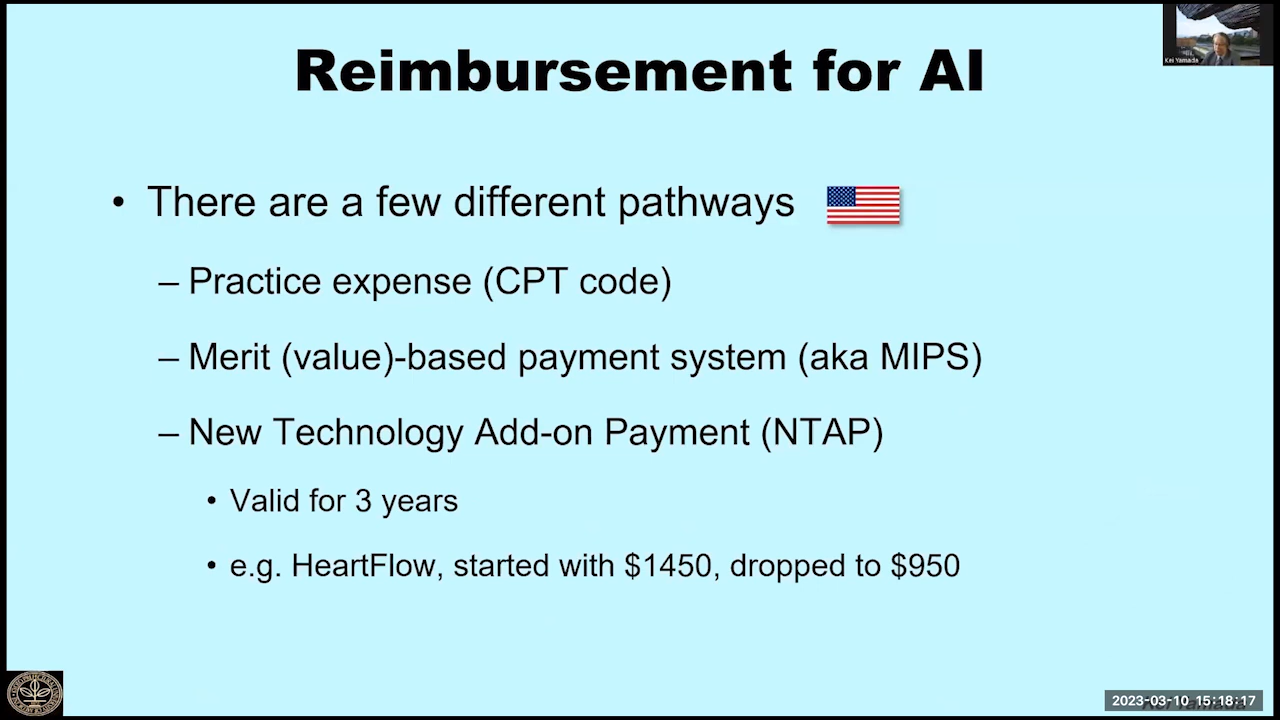 Reimbursement for AI
Kei Yamada
• There are a few different pathways
– Practice expense (CPT code)
– Merit (value)-based payment system (aka MIPS)
– New Technology Add-on Payment (NTAP)
• Valid for 3 years
• e.g. HeartFlow, started with $1450, dropped to $950
2023-03-10 15:18:17
Kei Yamada